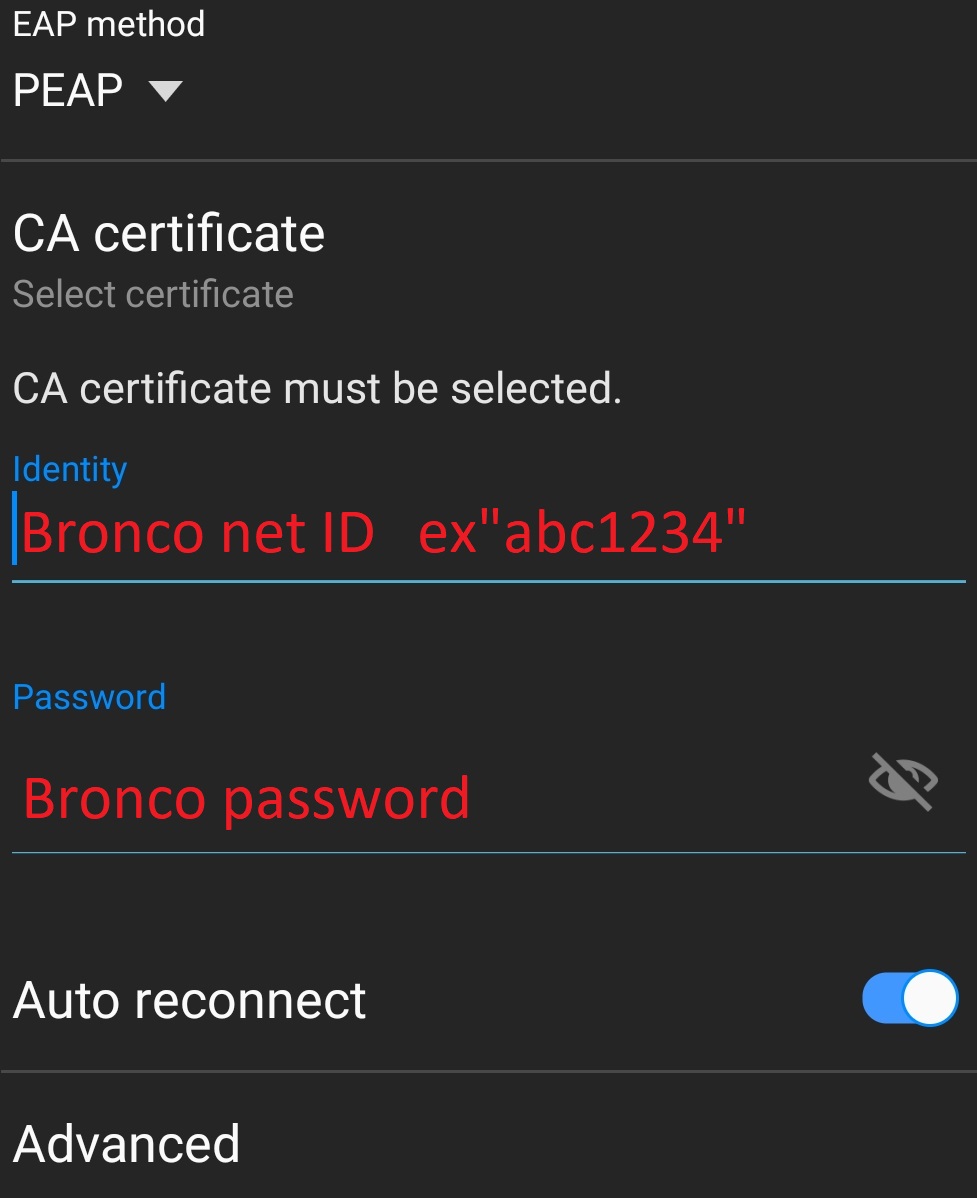 EAP method
PEAP
CA certificate
Select certificate
CA certificate must be selected.
Identity
Bronco net ID ex"abc1234"
Password
Bronco password
Auto reconnect
Advanced